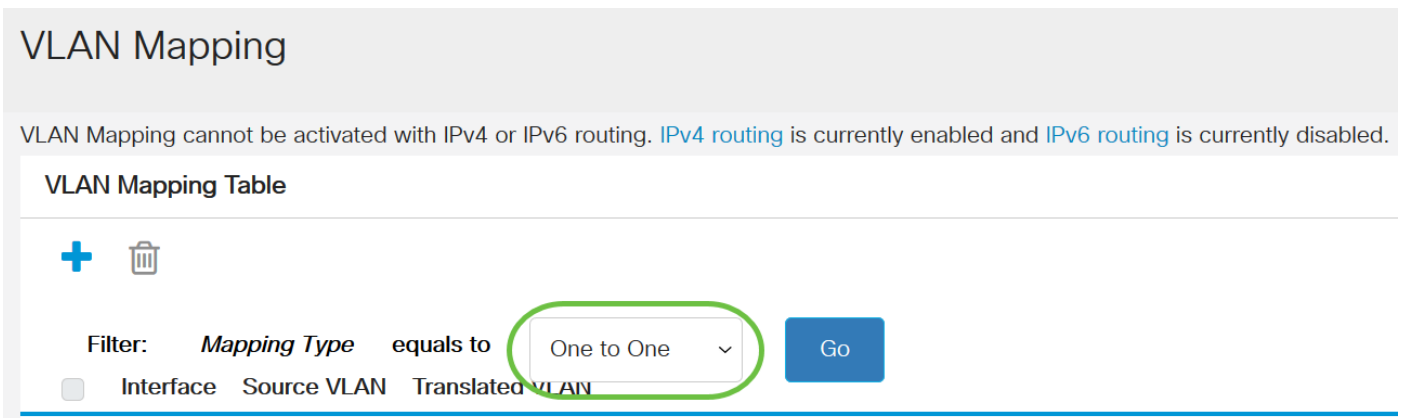 VLAN Mapping
VLAN Mapping cannot be activated with IPv4 or IPv6 routing. IPv4 routing is currently enabled and IPv6 routing is currently disabled.
VLAN Mapping Table
Filter: Mapping Type equals to One to One Go
Interface Source VLAN Translated VLAN